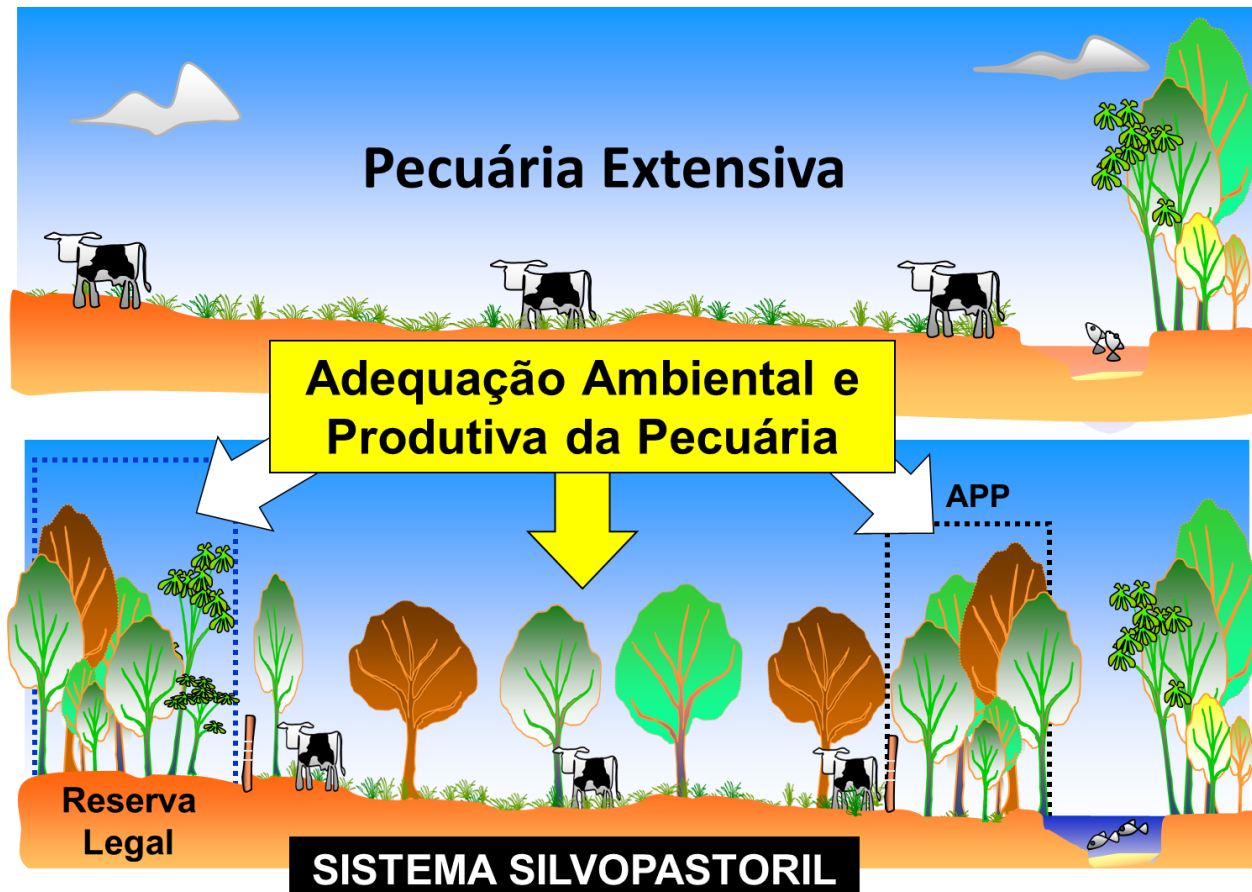 Pecuária Extensiva
Adequação Ambiental e
Produtiva da Pecuária
APP
Reserva
Legal
SISTEMA SILVOPASTORIL